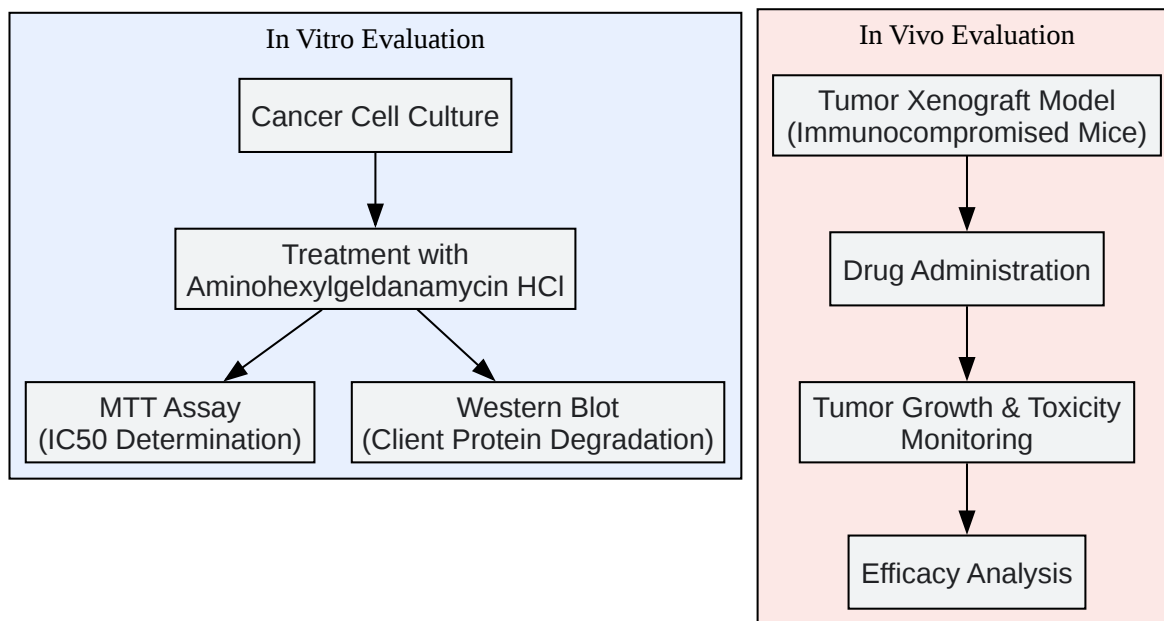 In Vitro Evaluation
Cancer Cell Culture
Treatment with
Aminohexylgeldanamycin HCl
MTT Assay
(IC50 Determination)
Western Blot
(Client Protein Degradation)
In Vivo Evaluation
Tumor Xenograft Model
(Immunocompromised Mice)
Drug Administration
Tumor Growth & Toxicity
Monitoring
Efficacy Analysis